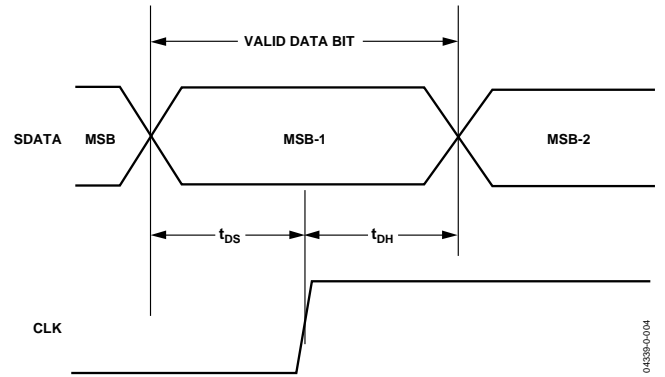 VALID DATA BIT
SDATA MSB MSB-1 MSB-2
tDS tDH
CLK
04339-0-004